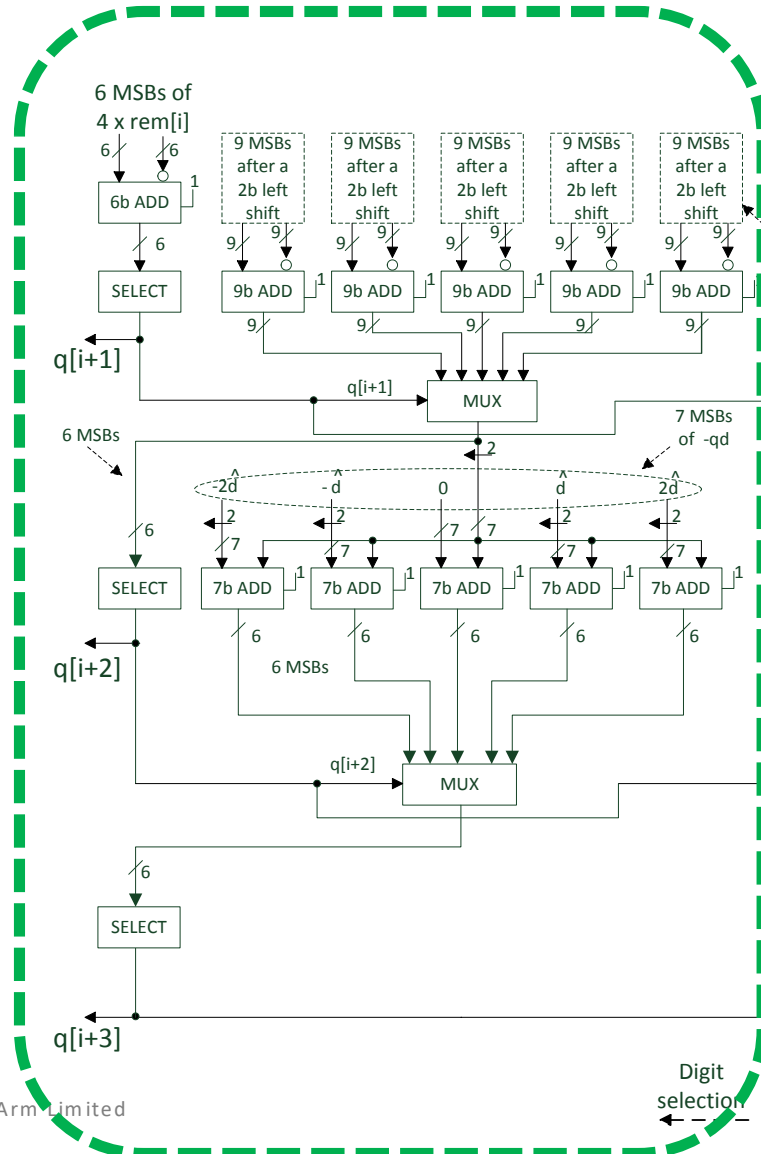 6 MSBs of
4 x rem[i]
6
6
6b ADD
1
6
SELECT
q[i+1]
9 MSBs
after a
2b left
shift
9 MSBs
after a
2b left
shift
9 MSBs
after a
2b left
shift
9 MSBs
after a
2b left
shift
9 MSBs
after a
2b left
shift
9
9
9
9
9
9
9
9
9
9
9b ADD
1
9b ADD
1
9b ADD
1
9b ADD
1
9b ADD
1
9
9
9
9
9
q[i+1]
MUX
6 MSBs
2
7 MSBs
of -qd
-2d̂
-d̂
0
d̂
2d̂
2
2
2
2
6
7
7
7
7
7
7
SELECT
7b ADD
1
7b ADD
1
7b ADD
1
7b ADD
1
7b ADD
1
q[i+2]
6
6
6
6
6
6 MSBs
q[i+2]
MUX
6
SELECT
q[i+3]
Digit
selection
Arm Limited